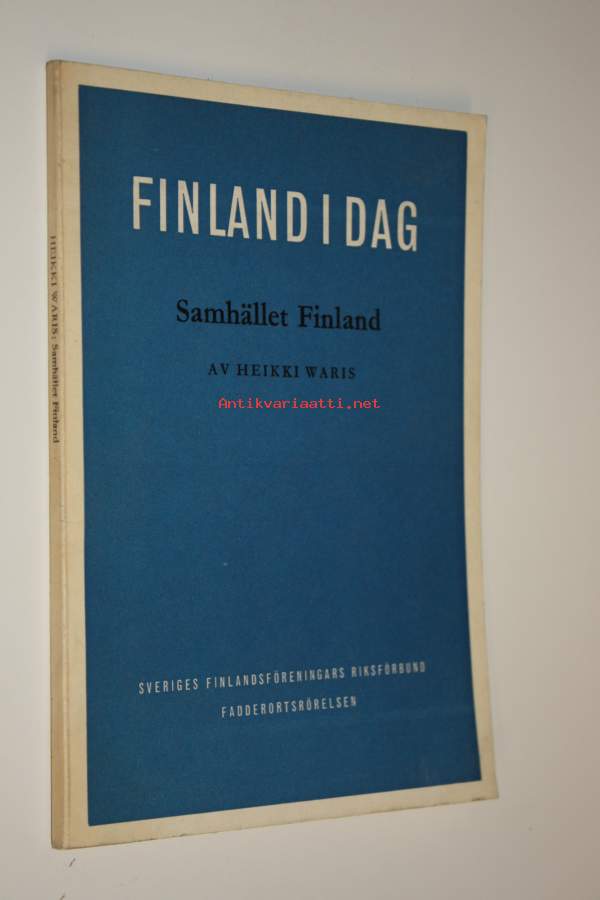 FINLAND I DAG
Samhället Finland
AV HEIKKI WARIS
Antikvariaatti.net
SVERIGES FINLANDSFÖRENINGARS RIKSFÖRBUND
FADDERORTSRÖRELSEN
HEIKKI WARIS: Samhället Finland